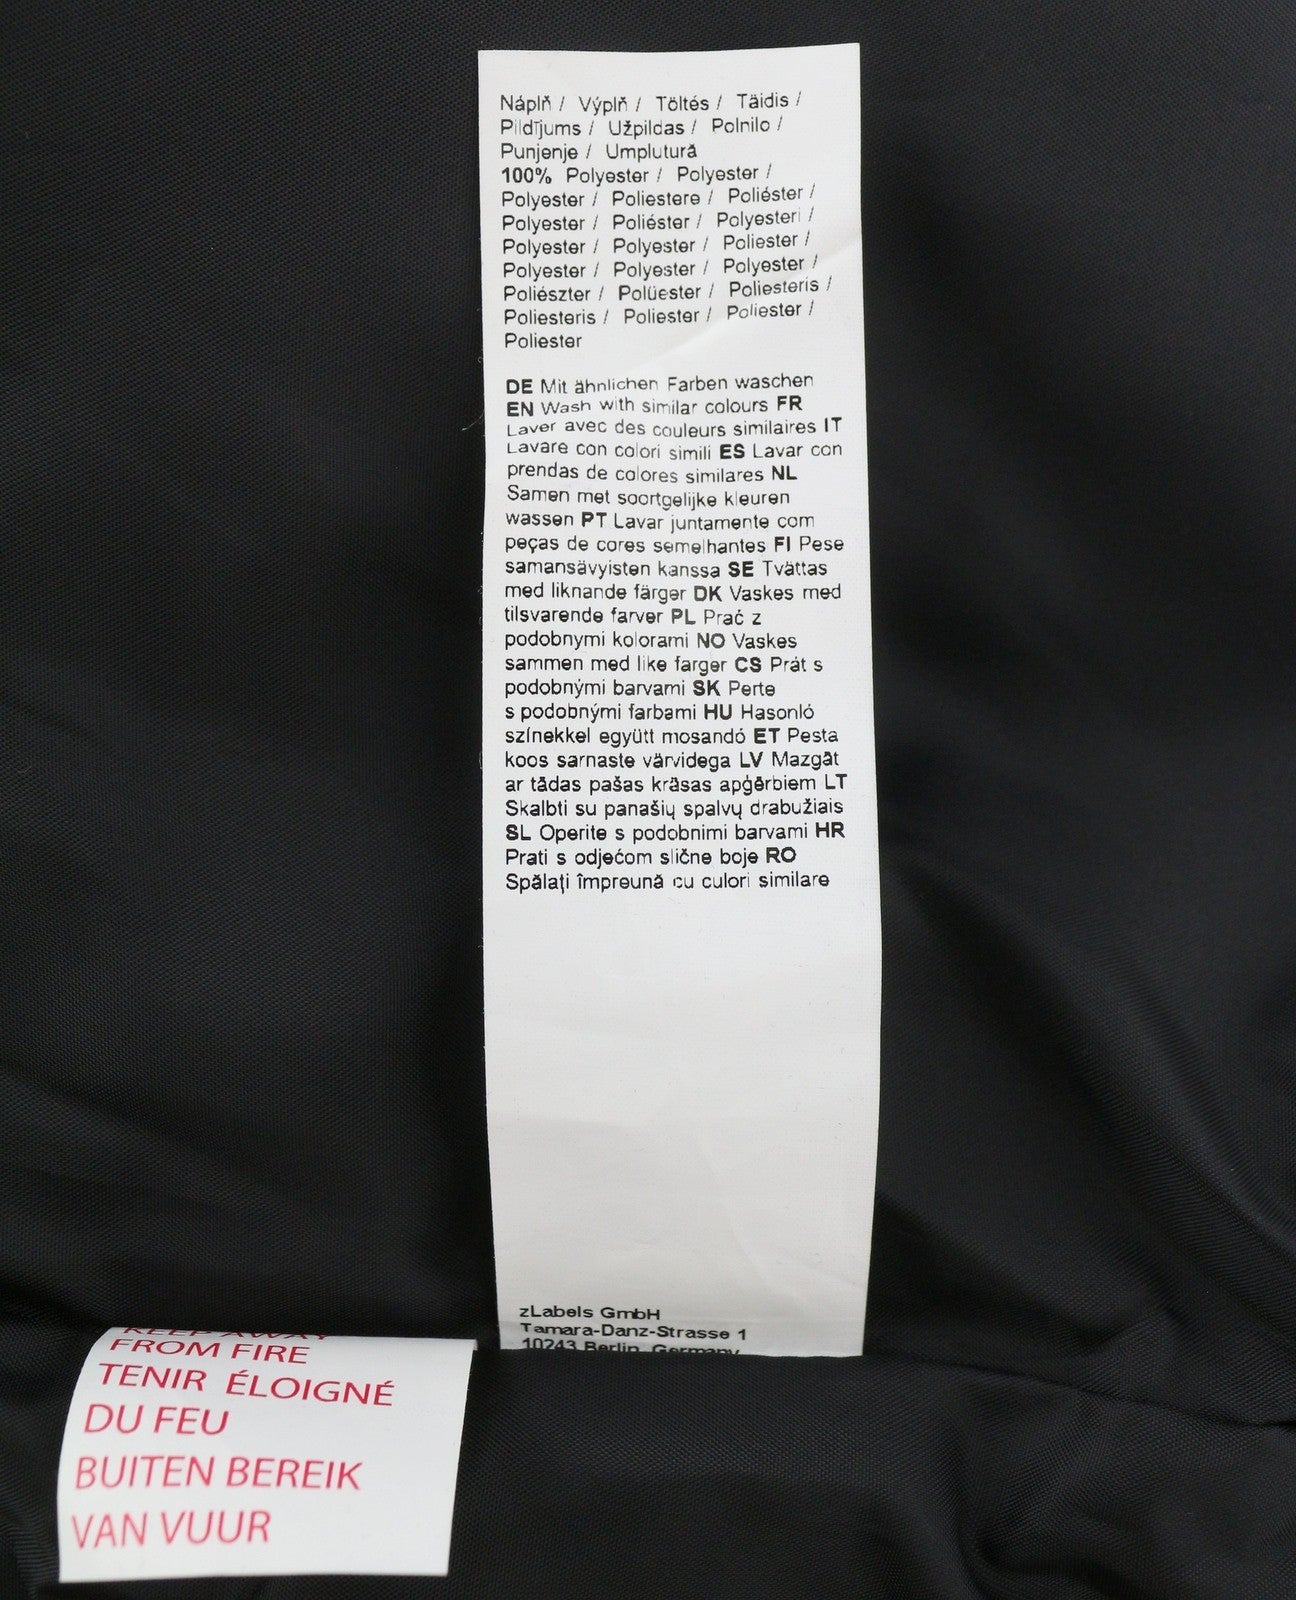 Náplň / Výplň / Töltés / Täidis /
Pildījums / Užpildas / Polnilo /
Punjenje / Umplutură
100% Polyester / Polyester /
Polyester / Poliestere / Poliéster /
Polyester / Poliéster / Polyesteri /
Polyester / Polyester / Poliester /
Polyester / Polyester / Polyester /
Poliészter / Polüester / Poliesteris /
Poliesteris / Poliester / Poliester /
Poliester
DE Mit ähnlichen Farben waschen
EN Wash with similar colours FR
Laver avec des couleurs similaires IT
Lavare con colori simili ES Lavar con
prendas de colores similares NL
Samen met soortgelijke kleuren
wassen PT Lavar juntamente com
peças de cores semelhantes FI Pese
samansävyisten kanssa SE Tvättas
med liknande färger DK Vaskes med
tilsvarende farver PL Prać z
podobnymi kolorami NO Vaskes
sammen med like farger CS Prát s
podobnými barvami SK Perte
s podobnými farbami HU Hasonló
színekkel együtt mosandó ET Pesta
koos sarnaste värvidega LV Mazgāt
ar tādas pašas krāsas apģērbiem LT
Skalbti su panašių spalvų drabužiais
SL Operite s podobnimi barvami HR
Prati s odjećom slične boje RO
Spălați împreună cu culori similare
zLabels GmbH
Tamara-Danz-Strasse 1
10243 Berlin, Germany
KEEP AWAY
FROM FIRE
TENIR ÉLOIGNÉ
DU FEU
BUITEN BEREIK
VAN VUUR